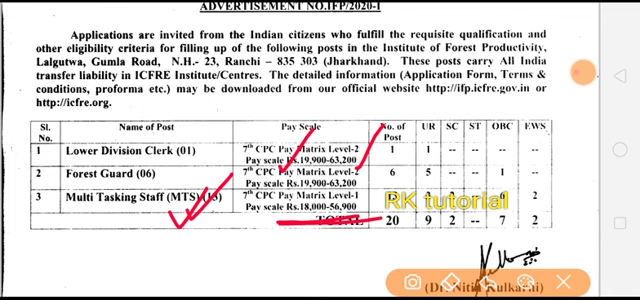 ADVERTISEMENT NO.IFP/2020-1
Applications are invited from the Indian citizens who fulfill the requisite qualification and
other eligibility criteria for filling up of the following posts in the Institute of Forest Productivity,
Lalgutwa, Gumla Road, N.H.- 23, Ranchi – 835 303 (Jharkhand). These posts carry All India
transfer liability in ICFRE Institute/Centres. The detailed information (Application Form, Terms &
conditions, proforma etc.) may be downloaded from our official website http://ifp.icfre.gov.in or
http://icfre.org.
Sl. No. Name of Post Pay Scale No. of Post UR SC ST OBC EWS
1 Lower Division Clerk (01) 7th CPC Pay Matrix Level-2 Pay scale Rs.19,900-63,200 1 1 -- -- -- --
2 Forest Guard (06) 7th CPC Pay Matrix Level-2 Pay scale Rs.19,900-63,200 6 5 -- -- 1 --
3 Multi Tasking Staff (MTS) (13) 7th CPC Pay Matrix Level-1 Pay scale Rs.18,000-56,900 2
RK tutorial
TOTAL 20 9 2 -- 7 2
(Dr. Nitin Kulkarni)